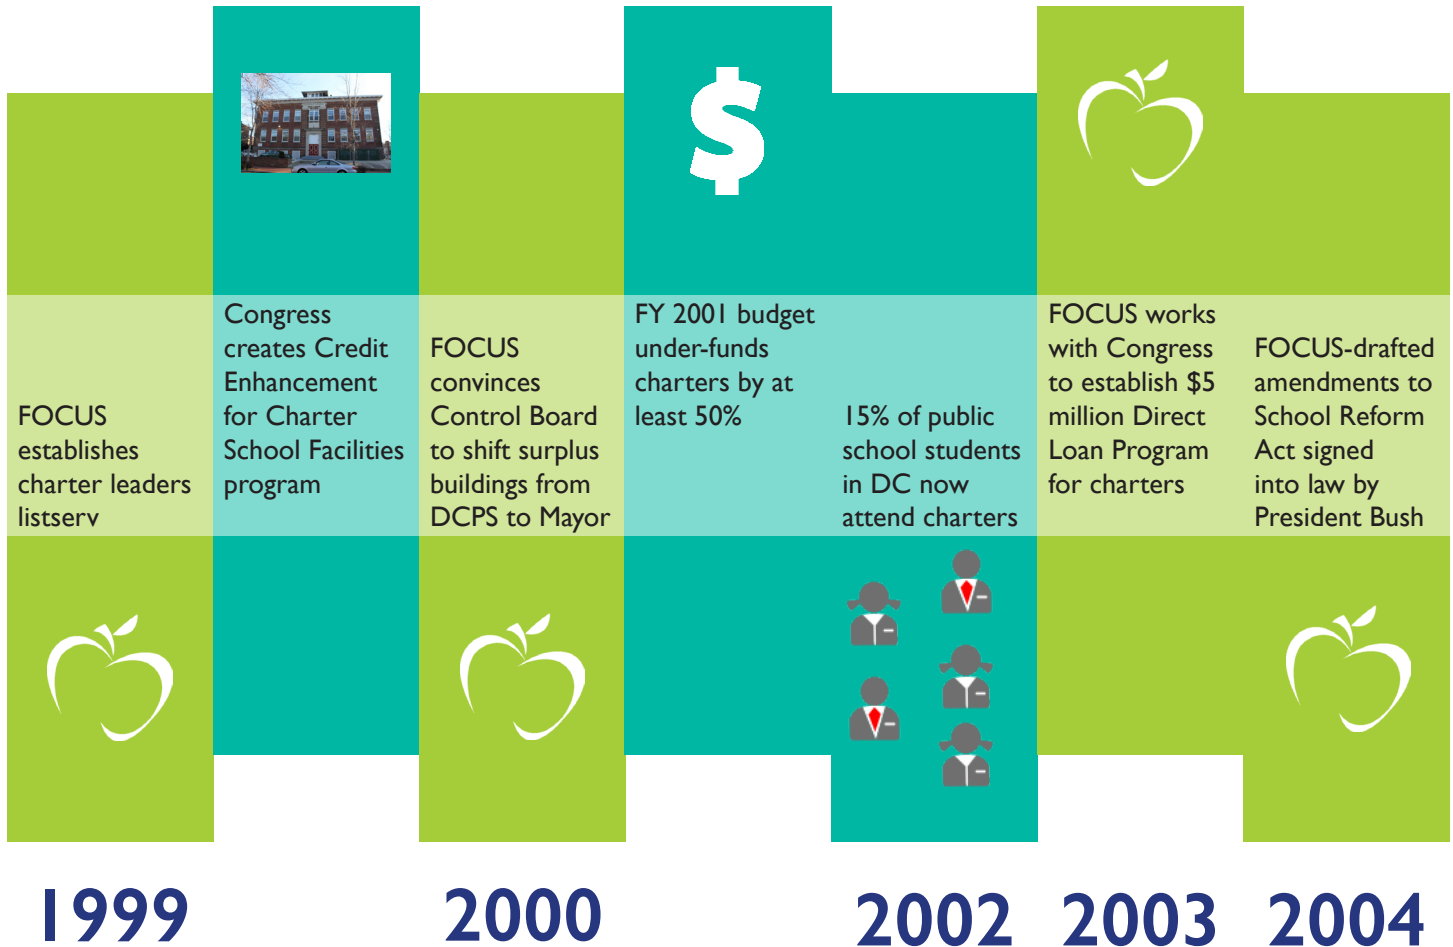 $
FOCUS
establishes
charter leaders
listserv
Congress
creates Credit
Enhancement
for Charter
School Facilities
program
FOCUS
convinces
Control Board
to shift surplus
buildings from
DCPS to Mayor
FY 2001 budget
under-funds
charters by at
least 50%
15% of public
school students
in DC now
attend charters
FOCUS works
with Congress
to establish $5
million Direct
Loan Program
for charters
FOCUS-drafted
amendments to
School Reform
Act signed
into law by
President Bush
1999
2000
2002
2003
2004